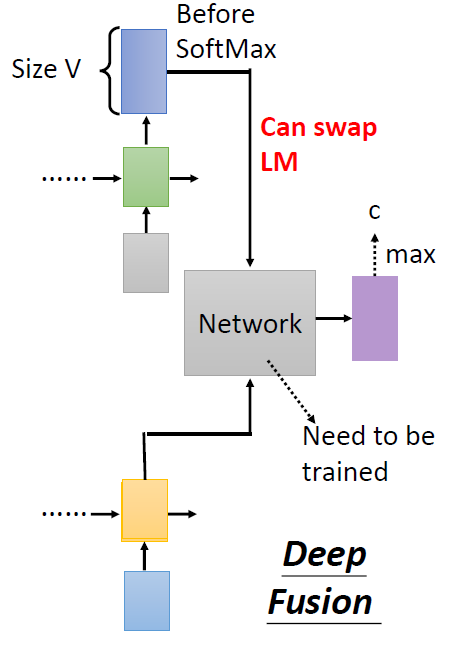 Before
SoftMax
Size V
Can swap
LM
......
c
max
Network
Need to be
trained
......
Deep
Fusion